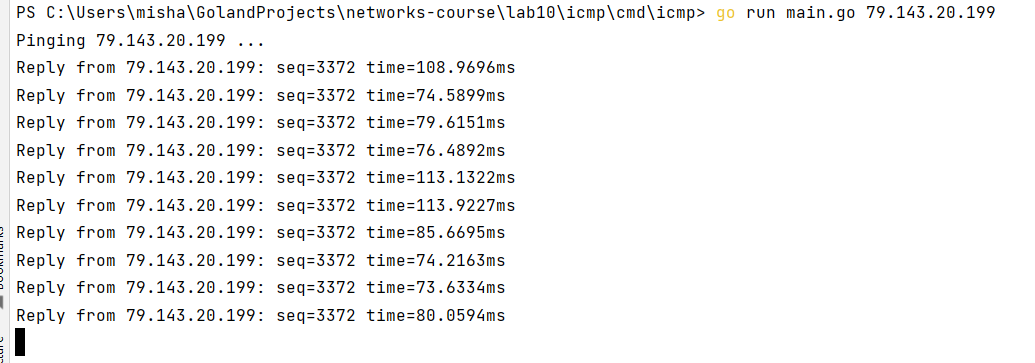 PS C:\Users\misha\GolandProjects\networks-course\lab10\icmp\cmd\icmp> go run main.go 79.143.20.199
Pinging 79.143.20.199 ...
Reply from 79.143.20.199: seq=3372 time=108.9696ms
Reply from 79.143.20.199: seq=3372 time=74.5899ms
Reply from 79.143.20.199: seq=3372 time=79.6151ms
Reply from 79.143.20.199: seq=3372 time=76.4892ms
Reply from 79.143.20.199: seq=3372 time=113.1322ms
Reply from 79.143.20.199: seq=3372 time=113.9227ms
Reply from 79.143.20.199: seq=3372 time=85.6695ms
Reply from 79.143.20.199: seq=3372 time=74.2163ms
Reply from 79.143.20.199: seq=3372 time=73.6334ms
Reply from 79.143.20.199: seq=3372 time=80.0594ms